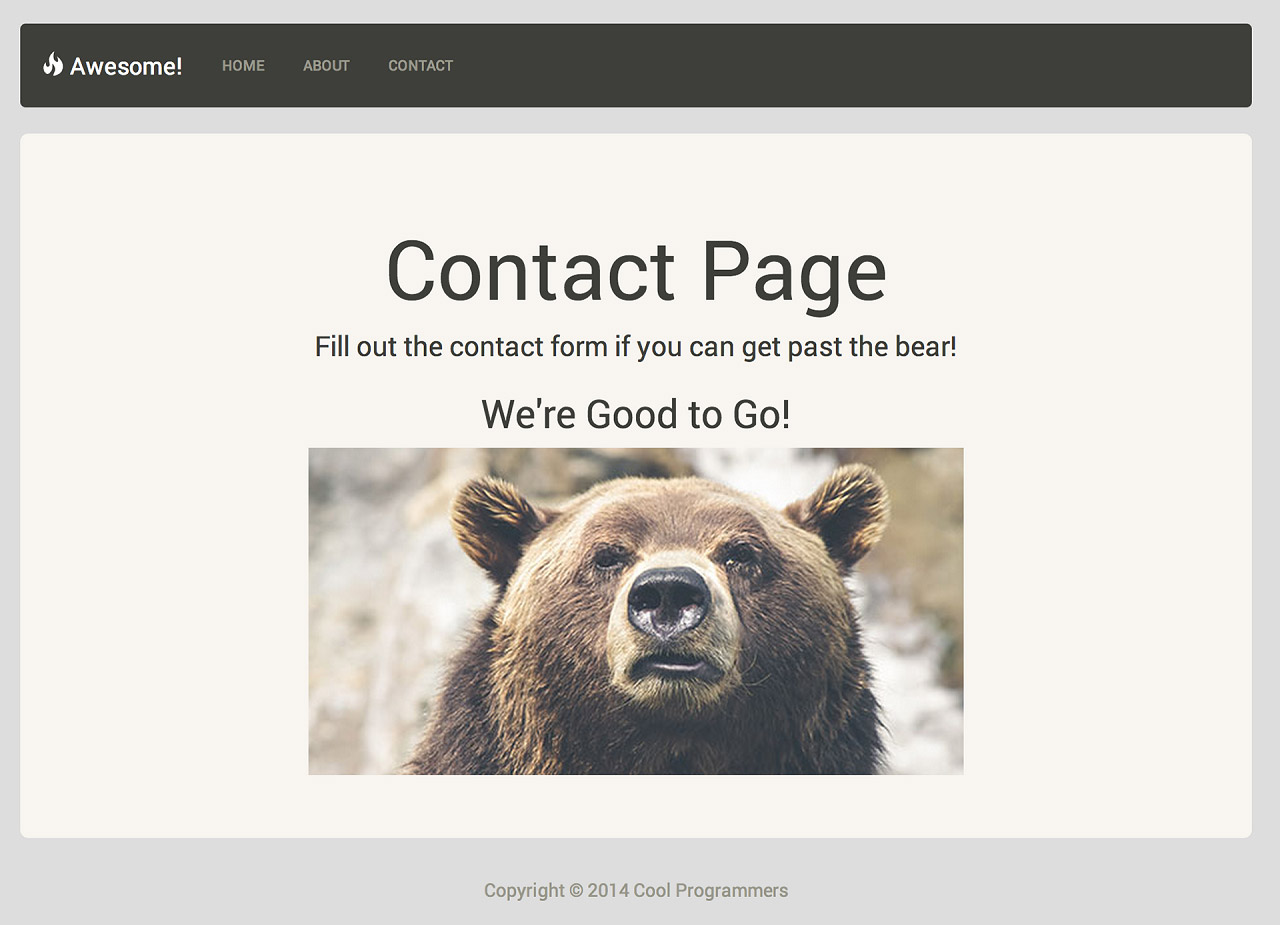 Awesome! HOME ABOUT CONTACT
Contact Page
Fill out the contact form if you can get past the bear!
We're Good to Go!
Copyright © 2014 Cool Programmers